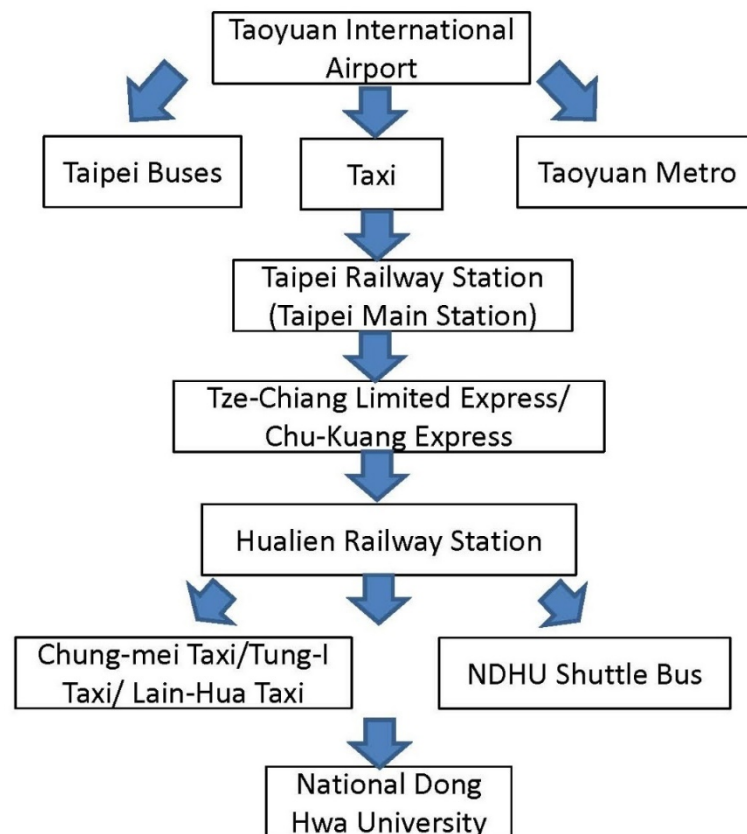 Taoyuan International
Airport
Taipei Buses
Taxi
Taoyuan Metro
Taipei Railway Station
(Taipei Main Station)
Tze-Chiang Limited Express/
Chu-Kuang Express
Hualien Railway Station
Chung-mei Taxi/Tung-I
Taxi/ Lain-Hua Taxi
NDHU Shuttle Bus
National Dong
Hwa University